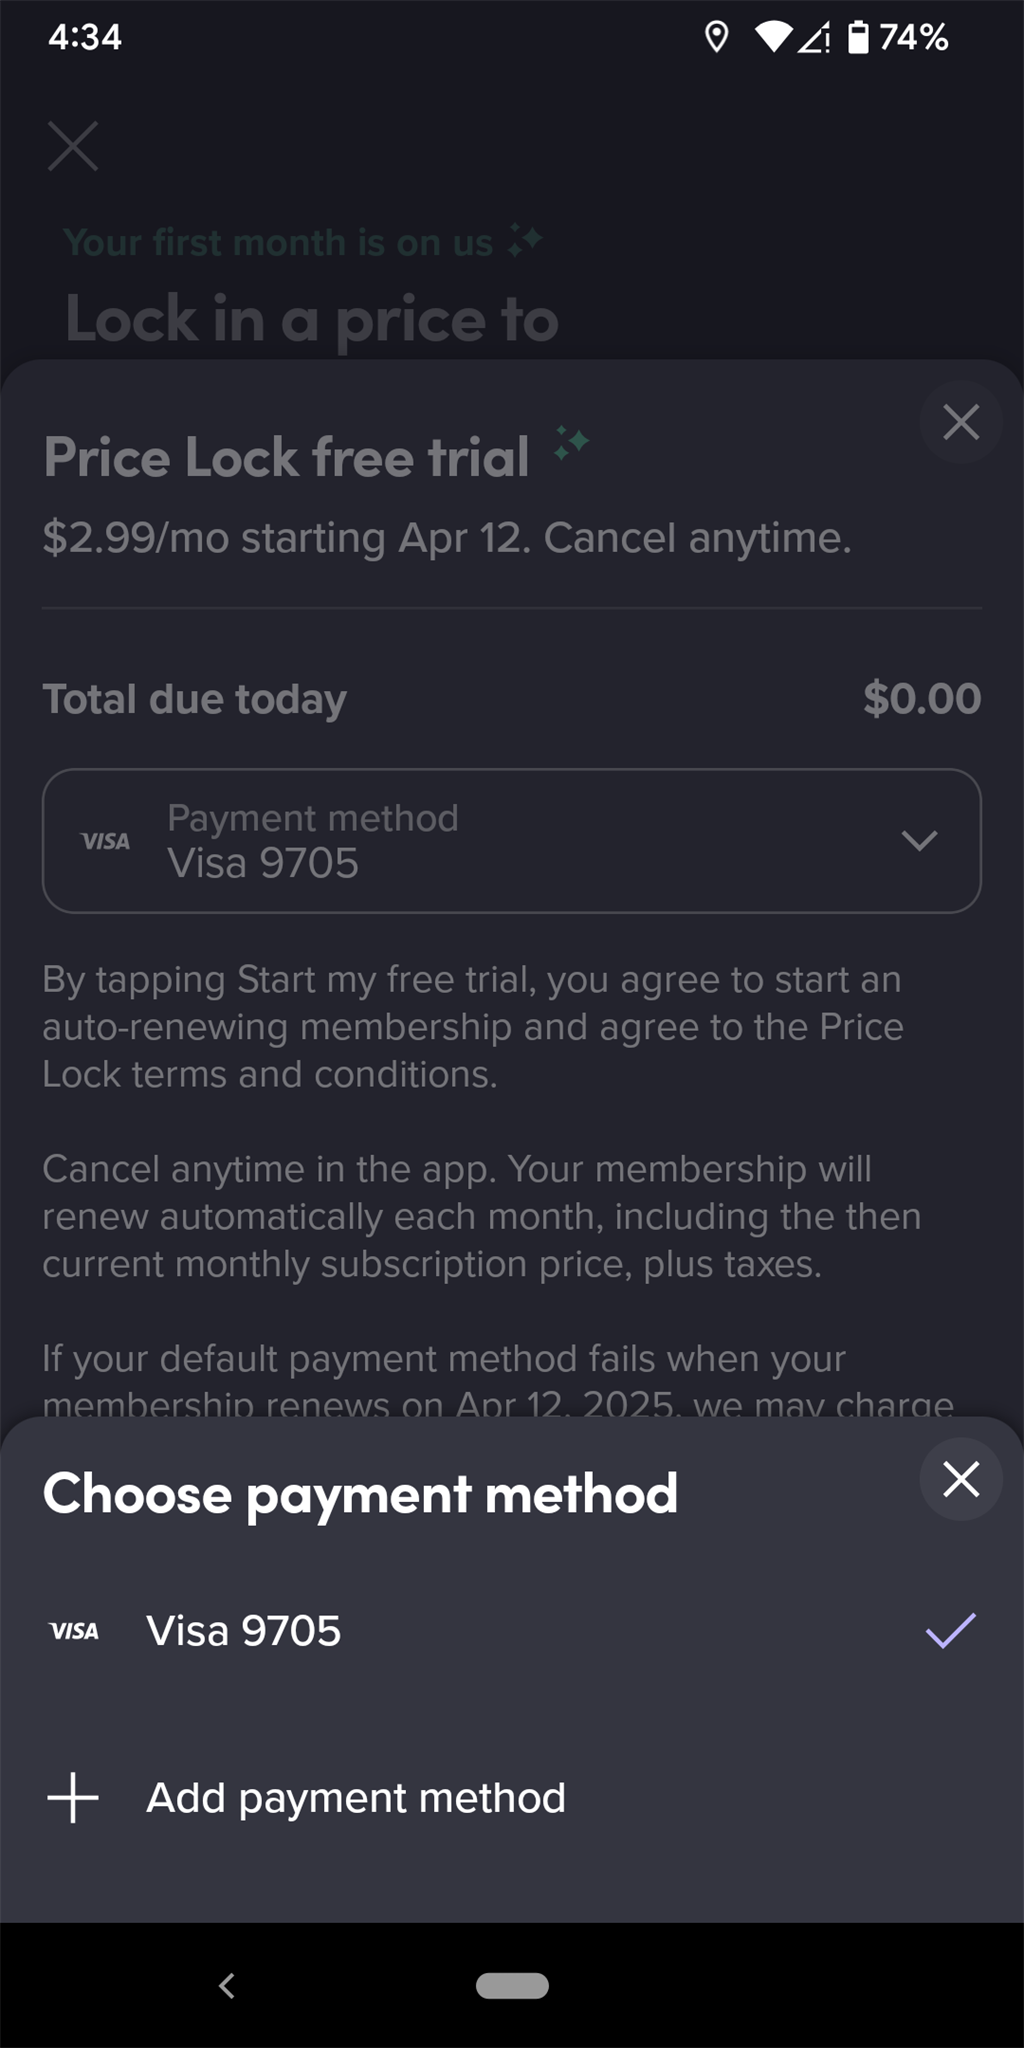 4:34
74%
Your first month is on us
Lock in a price to
Price Lock free trial
$2.99/mo starting Apr 12. Cancel anytime.
Total due today $0.00
Payment method
VISA Visa 9705
By tapping Start my free trial, you agree to start an
auto-renewing membership and agree to the Price
Lock terms and conditions.
Cancel anytime in the app. Your membership will
renew automatically each month, including the then
current monthly subscription price, plus taxes.
If your default payment method fails when your
membership renews on Apr 12, 2025, we may charge
Choose payment method
VISA Visa 9705
Add payment method